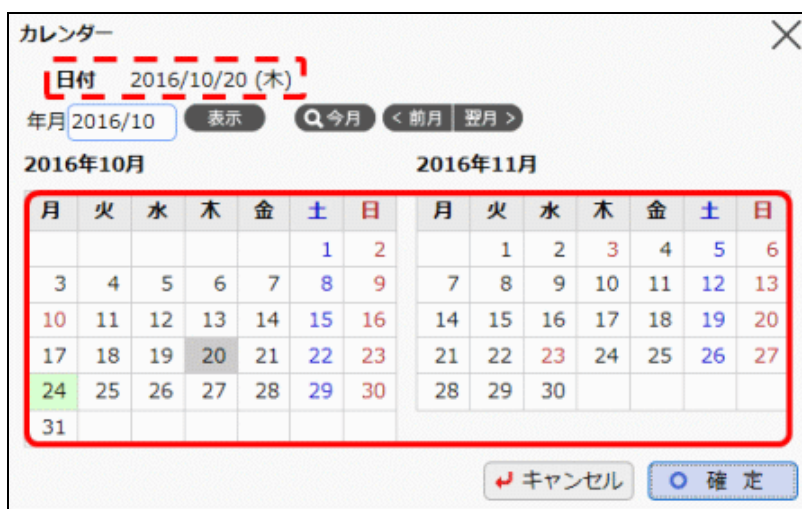 カレンダー
日付 2016/10/20 (木)
年月 2016/10 表示 今月 < 前月 翌月 >
2016年10月 2016年11月
月 火 水 木 金 土 日 月 火 水 木 金 土 日
1 2 1 2 3 4 5 6
3 4 5 6 7 8 9 7 8 9 10 11 12 13
10 11 12 13 14 15 16 14 15 16 17 18 19 20
17 18 19 20 21 22 23 21 22 23 24 25 26 27
24 25 26 27 28 29 30 28 29 30
31
キャンセル 確 定